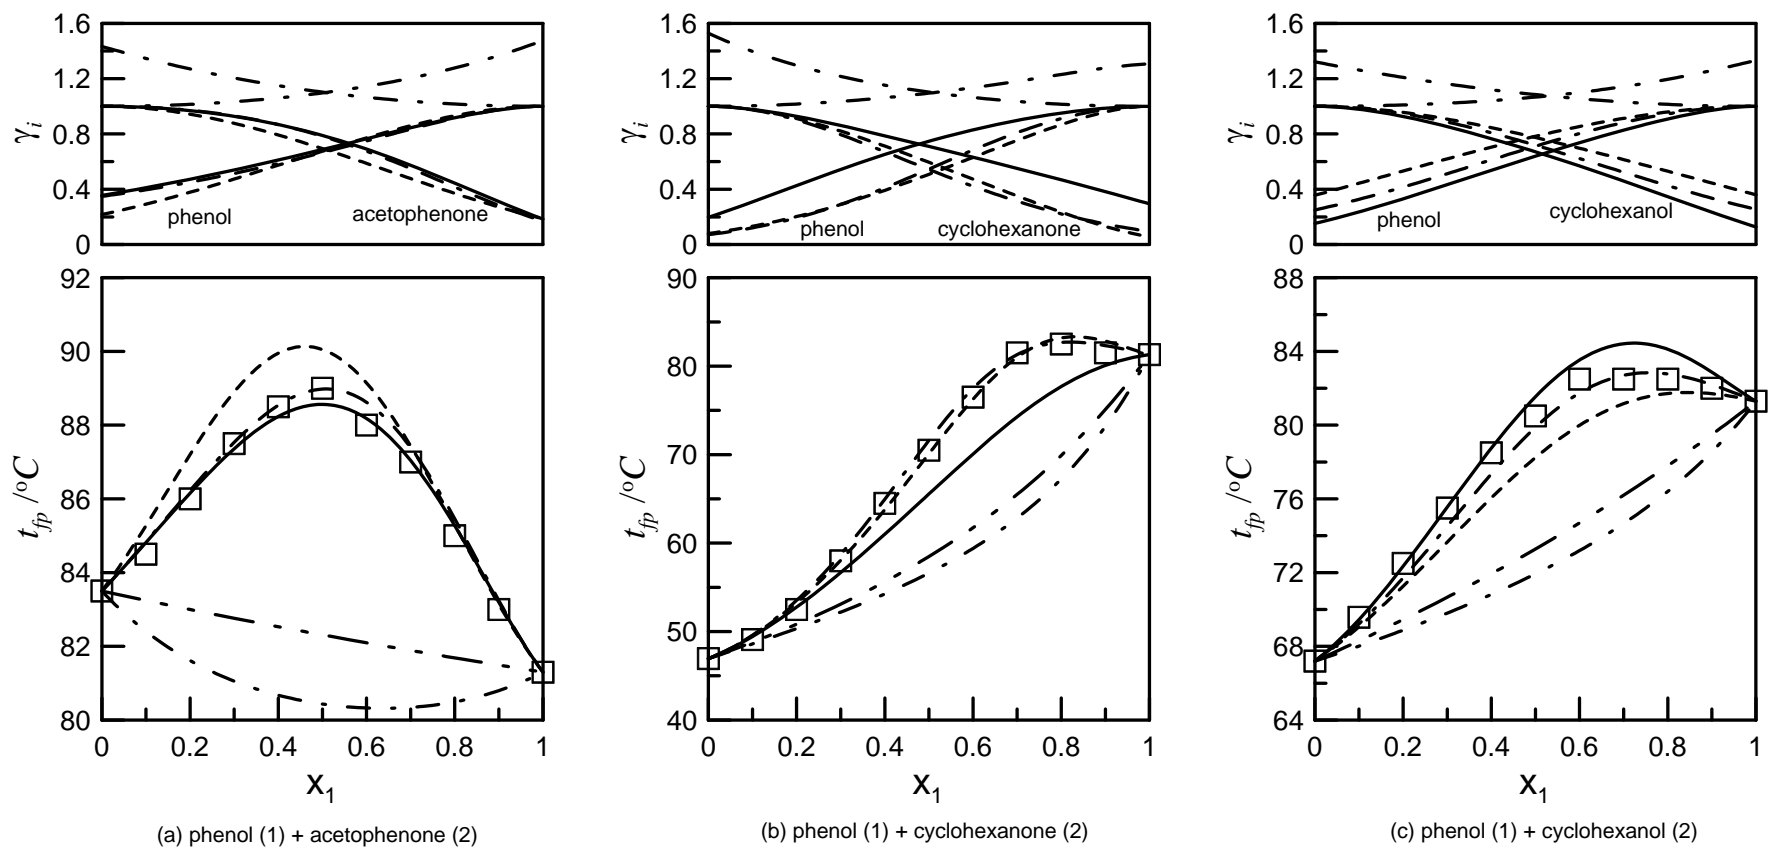 1.6
1.2
0.8
0.4
0
γi
phenol
acetophenone
92
90
88
86
84
82
80
tfp /°C
0 0.2 0.4 0.6 0.8 1
x1
(a) phenol (1) + acetophenone (2)
1.6
1.2
0.8
0.4
0
γi
phenol
cyclohexanone
90
80
70
60
50
40
tfp /°C
0 0.2 0.4 0.6 0.8 1
x1
(b) phenol (1) + cyclohexanone (2)
1.6
1.2
0.8
0.4
0
γi
phenol
cyclohexanol
88
84
80
76
72
68
64
tfp /°C
0 0.2 0.4 0.6 0.8 1
x1
(c) phenol (1) + cyclohexanol (2)